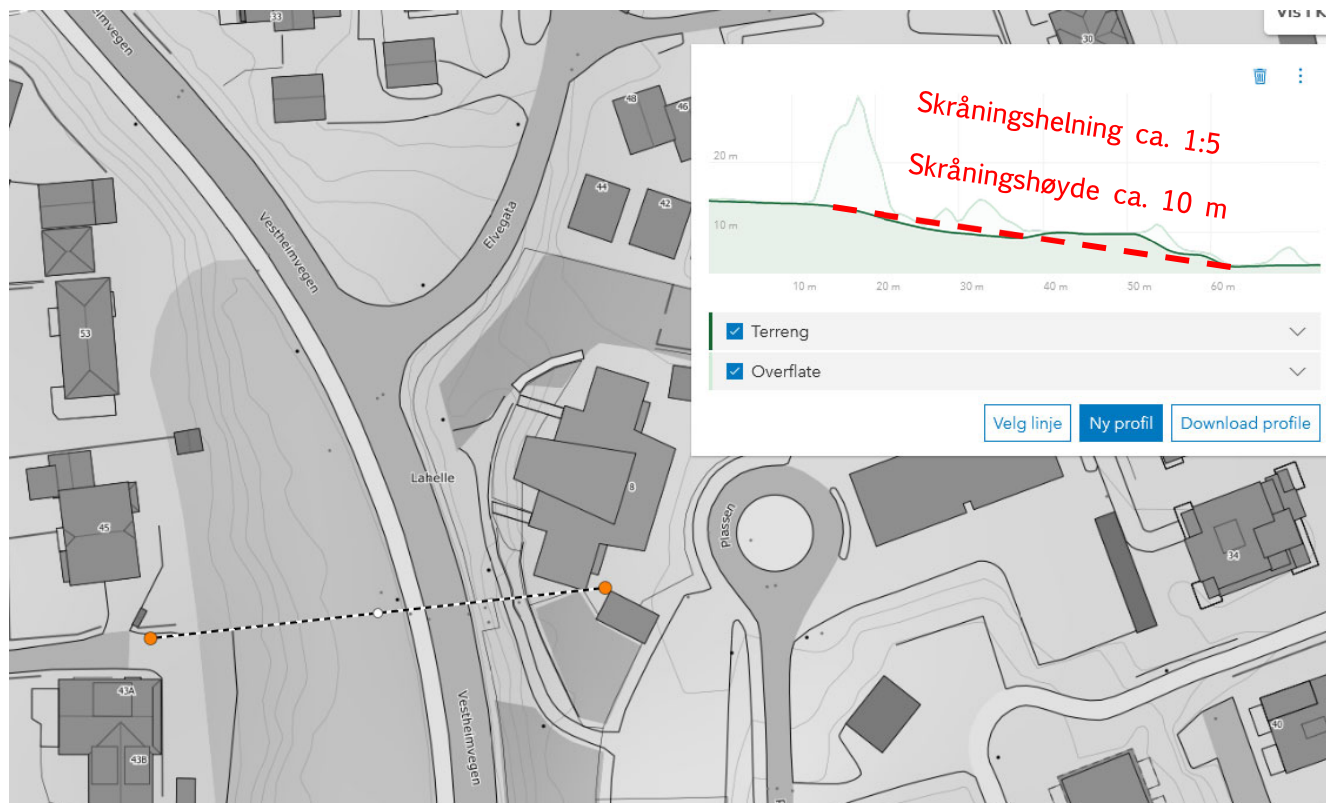 Vis i K
33
30
eimvegen
48
46
44
42
Skråningshelning ca. 1:5
Skråningshøyde ca. 10 m
20 m
10 m
10 m
20 m
30 m
40 m
50 m
60 m
Terreng
Overflate
Velg linje
Ny profil
Download profile
Vestheimvegen
Elvegata
53
Lahelle
8
45
Plassen
34
43A
43B
Vestheimvegen
40